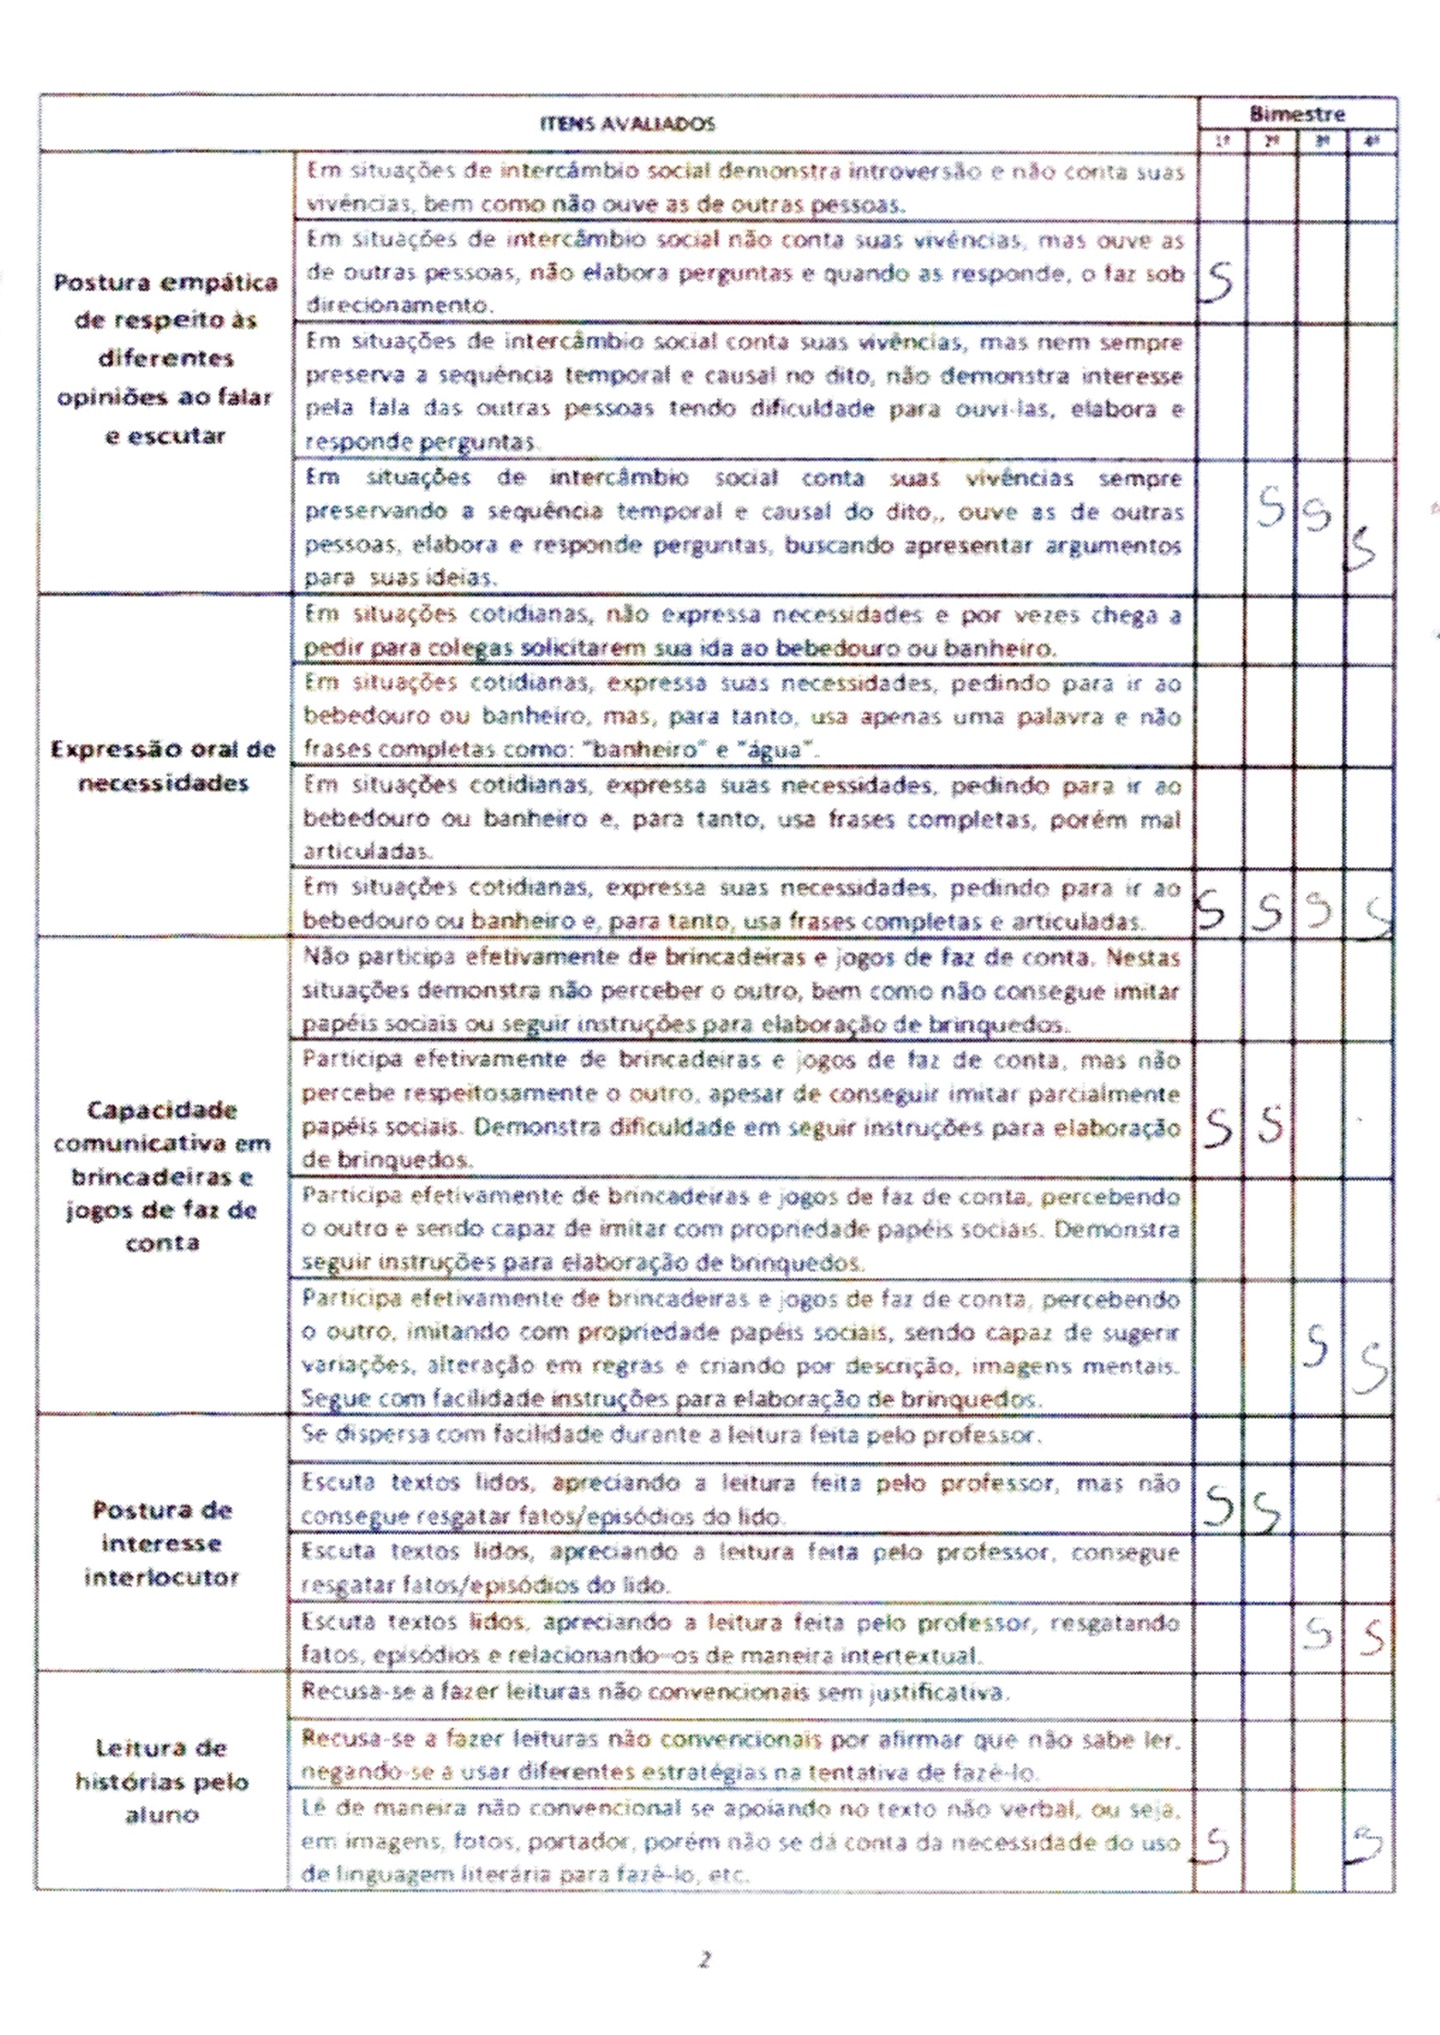 ITENS AVALIADOS
Bimestre
1º 2º 3º 4º
Postura empática
de respeito às
diferentes
opiniões ao falar
e escutar
Em situações de intercâmbio social demonstra introversão e não conta suas
vivências, bem como não ouve as de outras pessoas.
Em situações de intercâmbio social não conta suas vivências, mas ouve as
de outras pessoas, não elabora perguntas e quando as responde, o faz sob
direcionamento.
S
Em situações de intercâmbio social conta suas vivências, mas nem sempre
preserva a sequência temporal e causal no dito, não demonstra interesse
pela fala das outras pessoas tendo dificuldade para ouvi-las, elabora e
responde perguntas.
Em situações de intercâmbio social conta suas vivências sempre
preservando a sequência temporal e causal do dito,, ouve as de outras
pessoas, elabora e responde perguntas, buscando apresentar argumentos
para suas ideias.
S S S
Expressão oral de
necessidades
Em situações cotidianas, não expressa necessidades e por vezes chega a
pedir para colegas solicitarem sua ida ao bebedouro ou banheiro.
Em situações cotidianas, expressa suas necessidades, pedindo para ir ao
bebedouro ou banheiro, mas, para tanto, usa apenas uma palavra e não
frases completas como: "banheiro" e "água".
Em situações cotidianas, expressa suas necessidades, pedindo para ir ao
bebedouro ou banheiro e, para tanto, usa frases completas, porém mal
articuladas.
Em situações cotidianas, expressa suas necessidades, pedindo para ir ao
bebedouro ou banheiro e, para tanto, usa frases completas e articuladas.
S S S S
Capacidade
comunicativa em
brincadeiras e
jogos de faz de
conta
Não participa efetivamente de brincadeiras e jogos de faz de conta. Nestas
situações demonstra não perceber o outro, bem como não consegue imitar
papéis sociais ou seguir instruções para elaboração de brinquedos.
Participa efetivamente de brincadeiras e jogos de faz de conta, mas não
percebe respeitosamente o outro, apesar de conseguir imitar parcialmente
papéis sociais. Demonstra dificuldade em seguir instruções para elaboração
de brinquedos.
S S
Participa efetivamente de brincadeiras e jogos de faz de conta, percebendo
o outro e sendo capaz de imitar com propriedade papéis sociais. Demonstra
seguir instruções para elaboração de brinquedos.
Participa efetivamente de brincadeiras e jogos de faz de conta, percebendo
o outro, imitando com propriedade papéis sociais, sendo capaz de sugerir
variações, alteração em regras e criando por descrição, imagens mentais.
Segue com facilidade instruções para elaboração de brinquedos.
S S
Postura de
interesse
interlocutor
Se dispersa com facilidade durante a leitura feita pelo professor.
Escuta textos lidos, apreciando a leitura feita pelo professor, mas não
consegue resgatar fatos/episódios do lido.
S S
Escuta textos lidos, apreciando a leitura feita pelo professor, consegue
resgatar fatos/episódios do lido.
Escuta textos lidos, apreciando a leitura feita pelo professor, resgatando
fatos, episódios e relacionando-os de maneira intertextual.
S S
Leitura de
histórias pelo
aluno
Recusa-se a fazer leituras não convencionais sem justificativa.
Recusa-se a fazer leituras não convencionais por afirmar que não sabe ler,
negando-se a usar diferentes estratégias na tentativa de fazê-lo.
Lê de maneira não convencional se apoiando no texto não verbal, ou seja,
em imagens, fotos, portador, porém não se dá conta da necessidade do uso
de linguagem literária para fazê-lo, etc.
S S
2